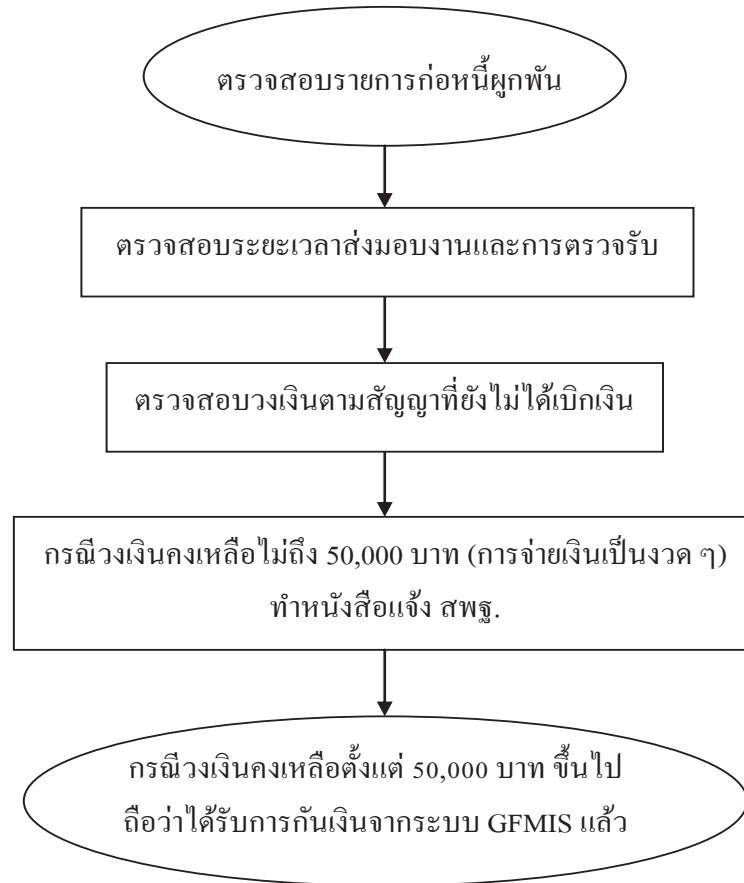 ตรวจสอบรายการก่อหนี้ผูกพัน
ตรวจสอบระยะเวลาส่งมอบงานและการตรวจรับ
ตรวจสอบวงเงินตามสัญญาที่ยังไม่ได้เบิกเงิน
กรณีวงเงินคงเหลือไม่ถึง 50,000 บาท (การจ่ายเงินเป็นงวด ๆ)
ทำหนังสือแจ้ง สพฐ.
กรณีวงเงินคงเหลือตั้งแต่ 50,000 บาท ขึ้นไป
ถือว่าได้รับการกันเงินจากระบบ GFMIS แล้ว